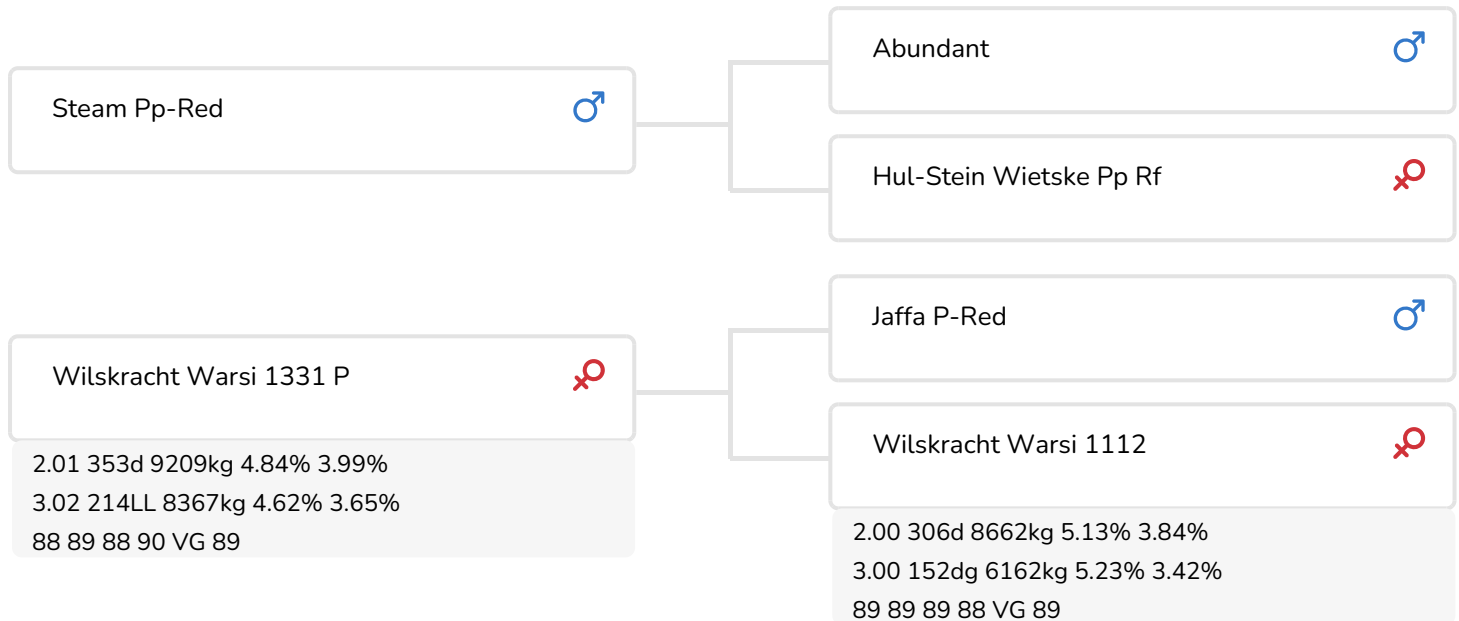 Steam Pp-Red
Abundant
Hul-Stein Wietske Pp Rf
Wilskracht Warsi 1331 P
2.01 353d 9209kg 4.84% 3.99%
3.02 214LL 8367kg 4.62% 3.65%
88 89 88 90 VG 89
Jaffa P-Red
Wilskracht Warsi 1112
2.00 306d 8662kg 5.13% 3.84%
3.00 152dg 6162kg 5.23% 3.42%
89 89 89 88 VG 89